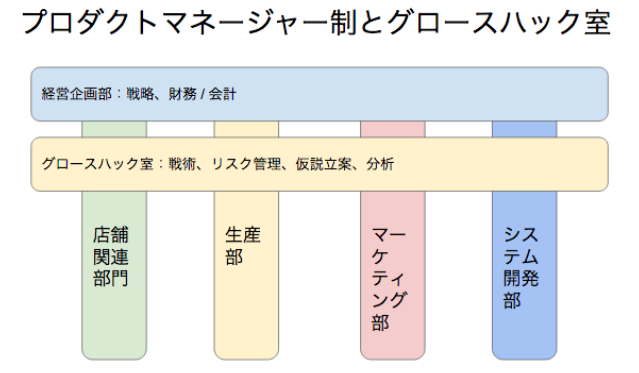 プロダクトマネージャー制とグロースハック室
経営企画部：戦略、財務 / 会計
グロースハック室：戦術、リスク管理、仮説立案、分析
店舗
関連
部門
生産
部
マー
ケ
ティ
ング
部
シス
テム
開発
部